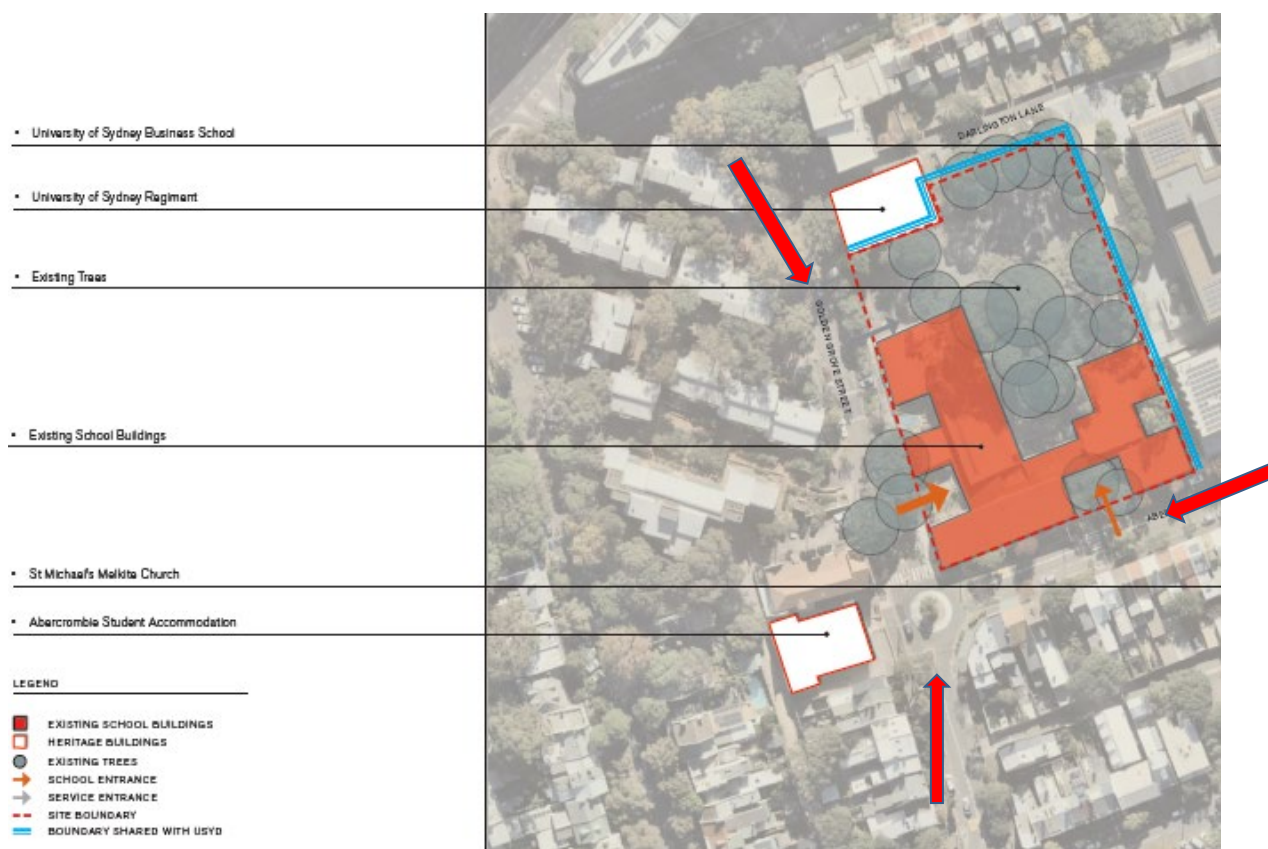 • University of Sydney Business School
• University of Sydney Regiment
• Existing Trees
• Existing School Buildings
• St Michael's Melkite Church
• Abercrombie Student Accommodation
LEGEND
EXISTING SCHOOL BUILDINGS
HERITAGE BUILDINGS
EXISTING TREES
SCHOOL ENTRANCE
SERVICE ENTRANCE
SITE BOUNDARY
BOUNDARY SHARED WITH USYD
DARLINGTON LANE
GOLDEN GROVE STREET